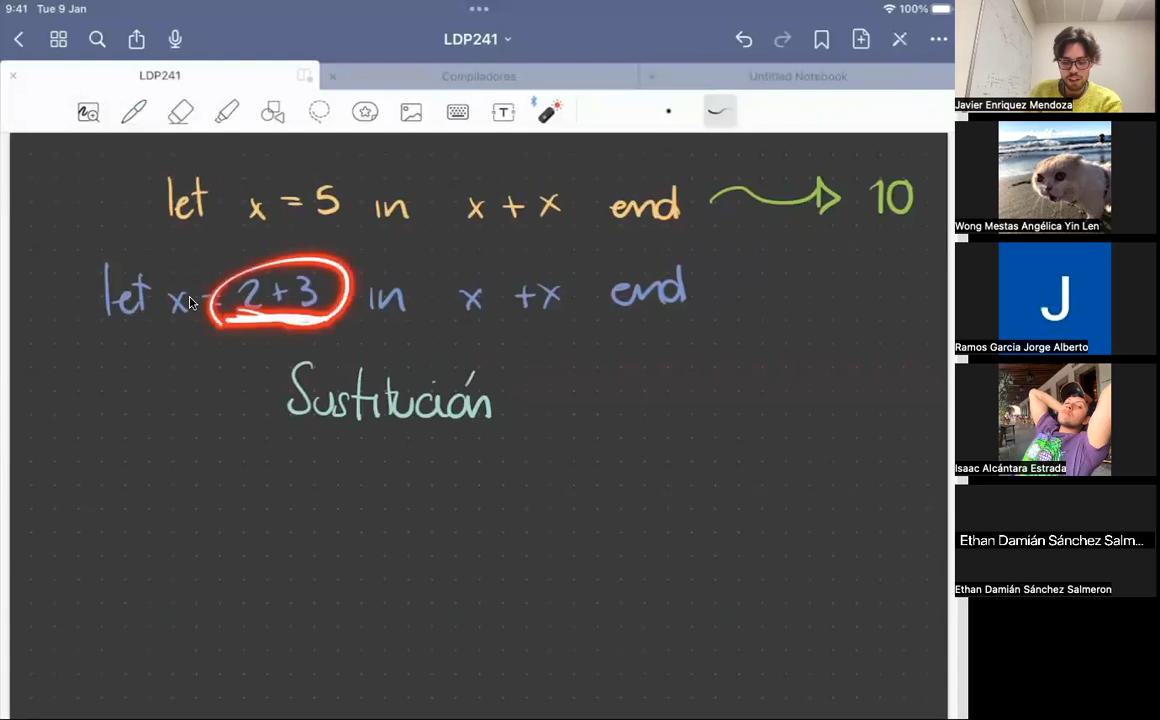 9:41 Tue 9 Jan
100%
LDP241
LDP241
Compiladores
Untitled Notebook
T
let x = 5 in x + x end 10
let x = 2 + 3 in x + x end
Sustitución
Javier Enriquez Mendoza
Wong Mestas Angélica Yin Len
J
Ramos Garcia Jorge Alberto
Isaac Alcántara Estrada
Ethan Damián Sánchez Salm...
Ethan Damián Sánchez Salmeron